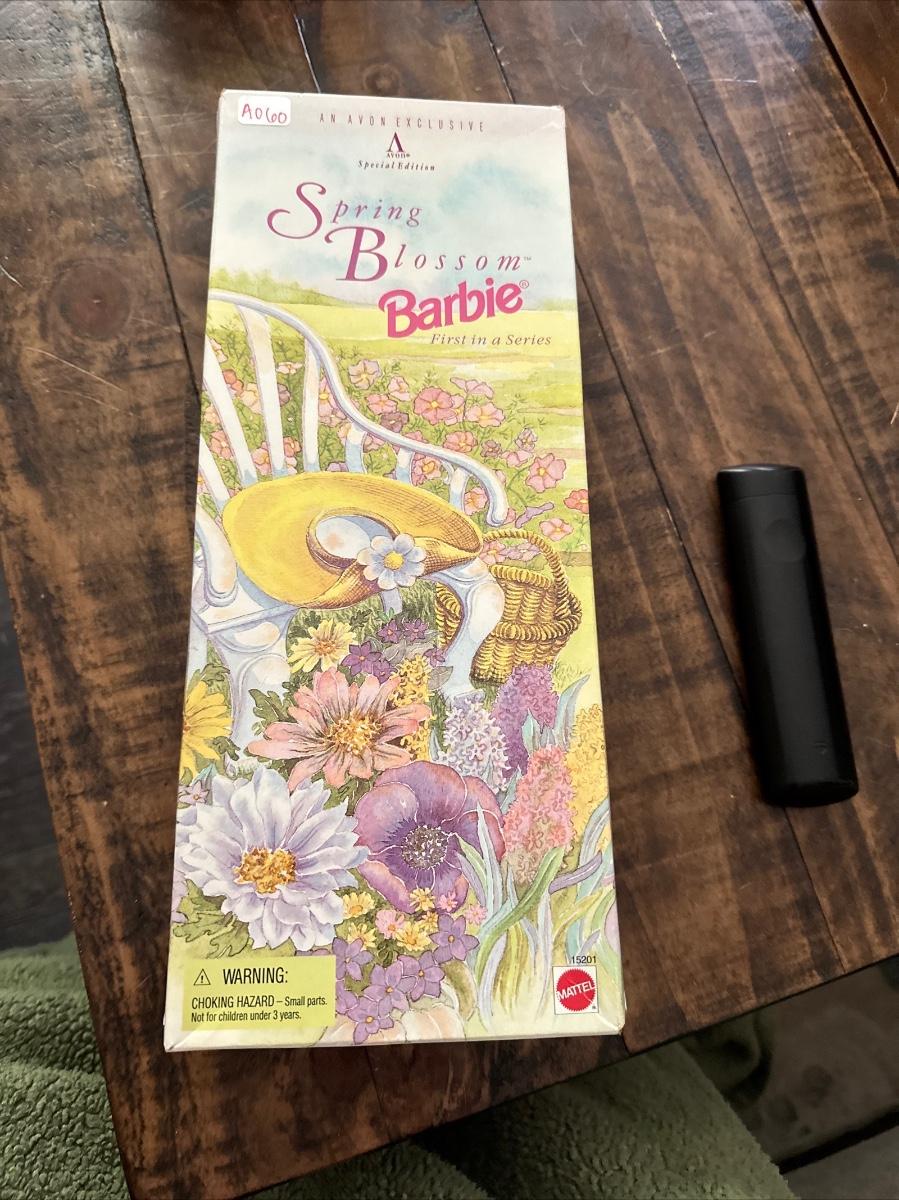 A060
AN AVON EXCLUSIVE
A
AVON®
Special Edition
Spring
Blossom™
Barbie®
First in a Series
⚠ WARNING:
CHOKING HAZARD – Small parts.
Not for children under 3 years.
15201
MATTEL